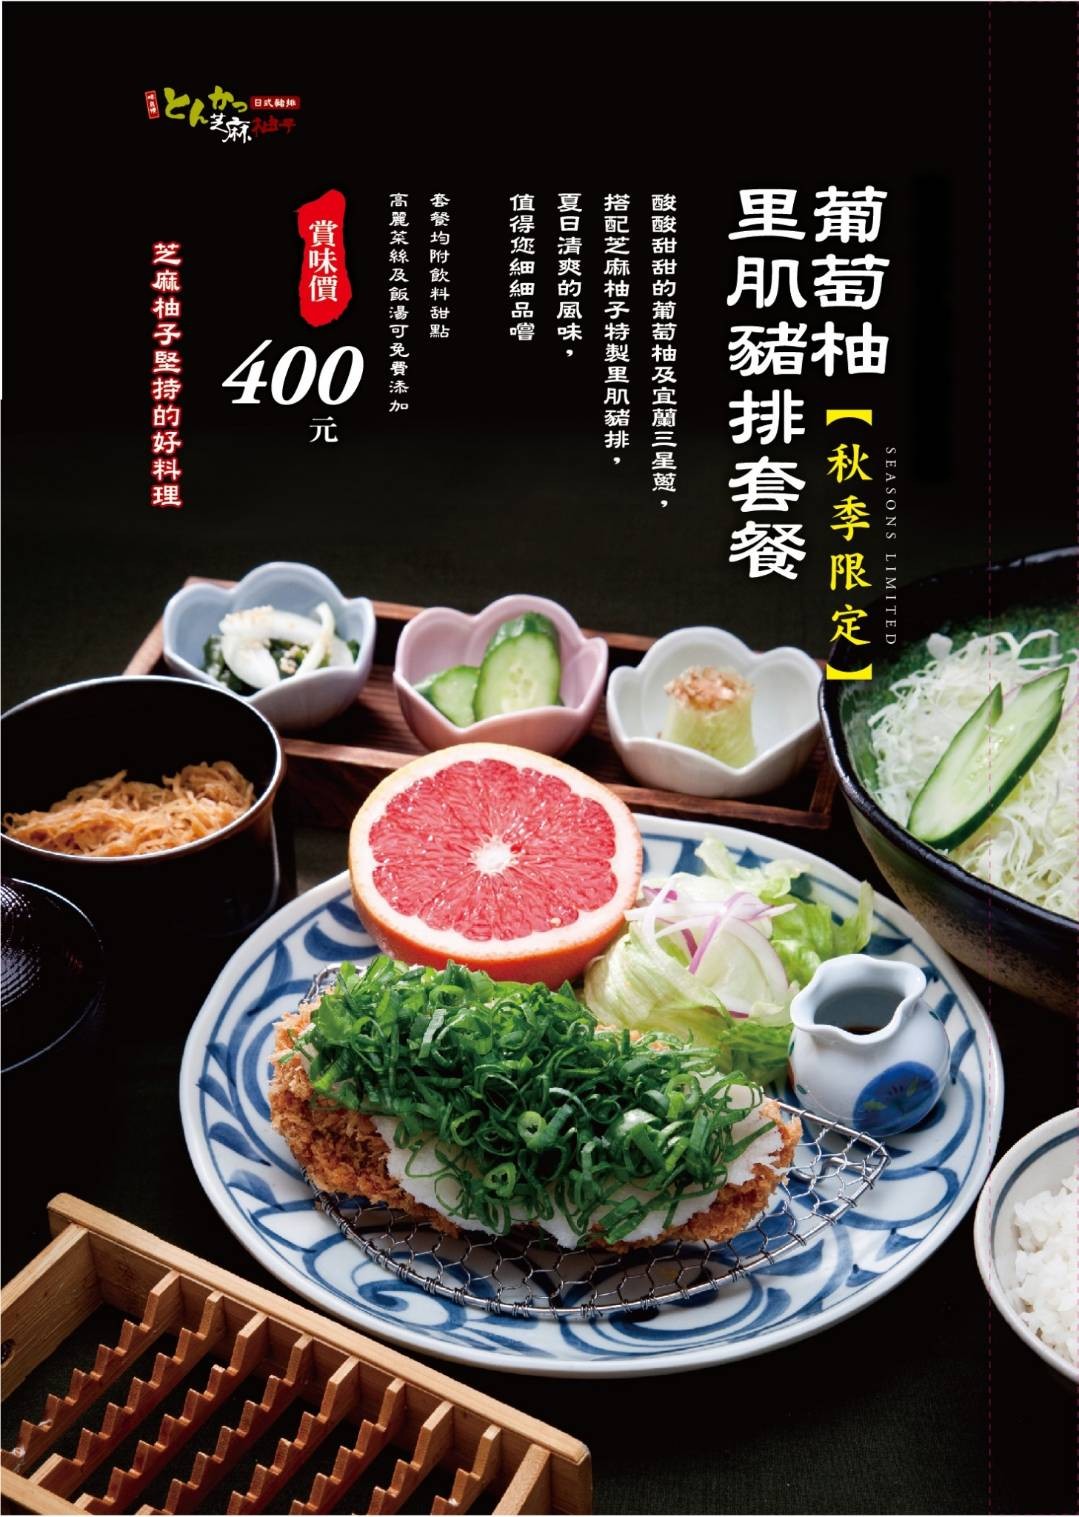 とんかつ
日式豬排
芝麻柚子
葡萄柚
里肌豬排套餐
【秋季限定】
SEASONS LIMITED
酸酸甜甜的葡萄柚及宜蘭三星蔥，
搭配芝麻柚子特製里肌豬排，
夏日清爽的風味，
值得您細細品嚐
套餐均附飲料甜點
高麗菜絲及飯湯可免費添加
賞味價
400
元
芝麻柚子堅持的好料理